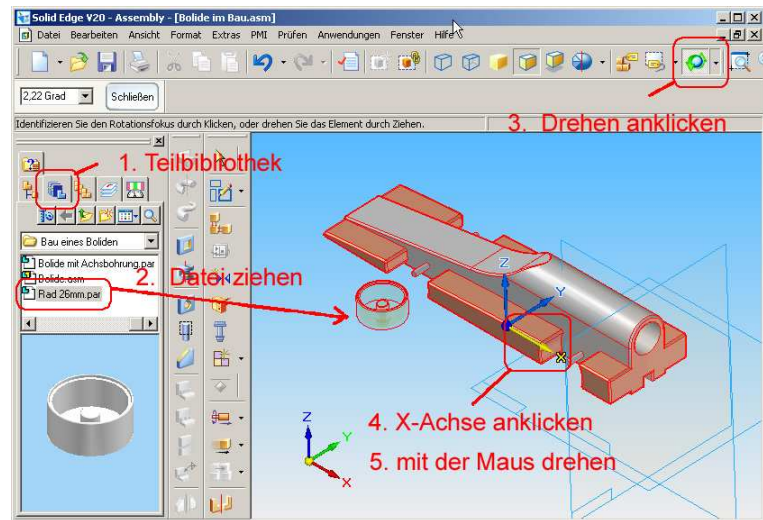 Solid Edge V20 - Assembly - [Bolide im Bau.asm]
Datei Bearbeiten Ansicht Format Extras PMI Prüfen Anwendungen Fenster Hilfe
2,22 Grad Schließen
Identifizieren Sie den Rotationsfokus durch Klicken, oder drehen Sie das Element durch Ziehen.
3. Drehen anklicken
1. Teilbibhothek
Bau eines Boliden
Bolide mit Achsbohrung.par
Bolide.asm
2. Datei ziehen
Rad 26mm.par
Z
Y
X
4. X-Achse anklicken
5. mit der Maus drehen
Z
Y
X